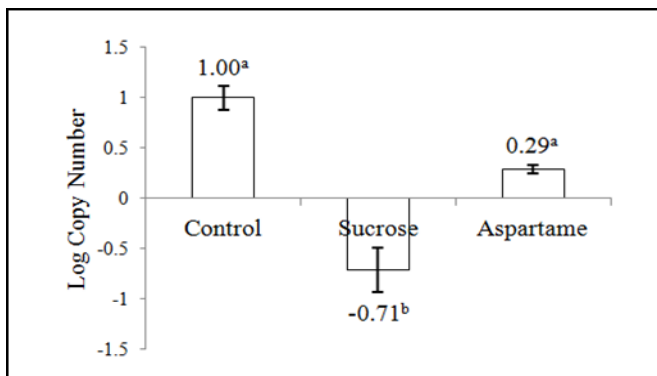 1.5
1.00ᵃ
1
0.5
0.29ᵃ
0
Control
Sucrose
Aspartame
-0.5
-0.71ᵇ
-1
-1.5
Log Copy Number